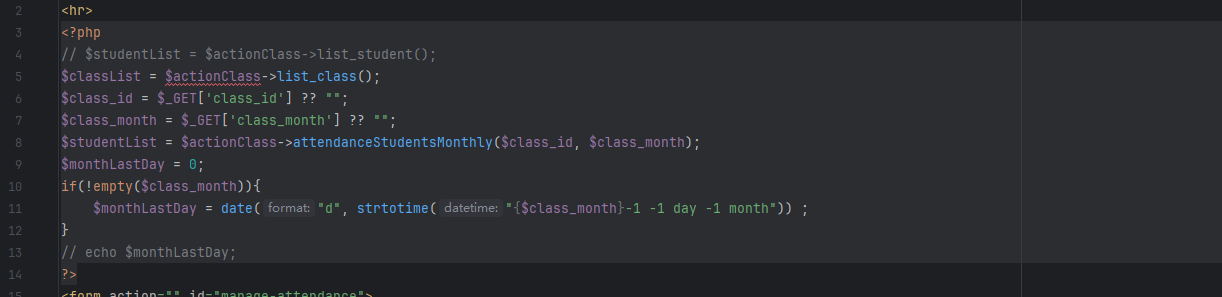 2 <hr>
3 <?php
4 // $studentList = $actionClass->list_student();
5 $classList = $actionClass->list_class();
6 $class_id = $_GET['class_id'] ?? "";
7 $class_month = $_GET['class_month'] ?? "";
8 $studentList = $actionClass->attendanceStudentsMonthly($class_id, $class_month);
9 $monthLastDay = 0;
10 if(!empty($class_month)){
11     $monthLastDay = date( format: "d", strtotime( datetime: "{$class_month}-1 -1 day -1 month")) ;
12 }
13 // echo $monthLastDay;
14 ?>
15 <form action="" id="manage-attendance">